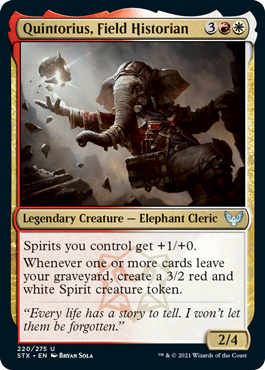 Quintorius, Field Historian 3
Legendary Creature — Elephant Cleric
Spirits you control get +1/+0.
Whenever one or more cards leave
your graveyard, create a 3/2 red and
white Spirit creature token.
“Every life has a story to tell. I won’t
let them be forgotten.”
2/4
220/275 U
STX • EN BRYAN SOLA
™ & © 2021 Wizards of the Coast